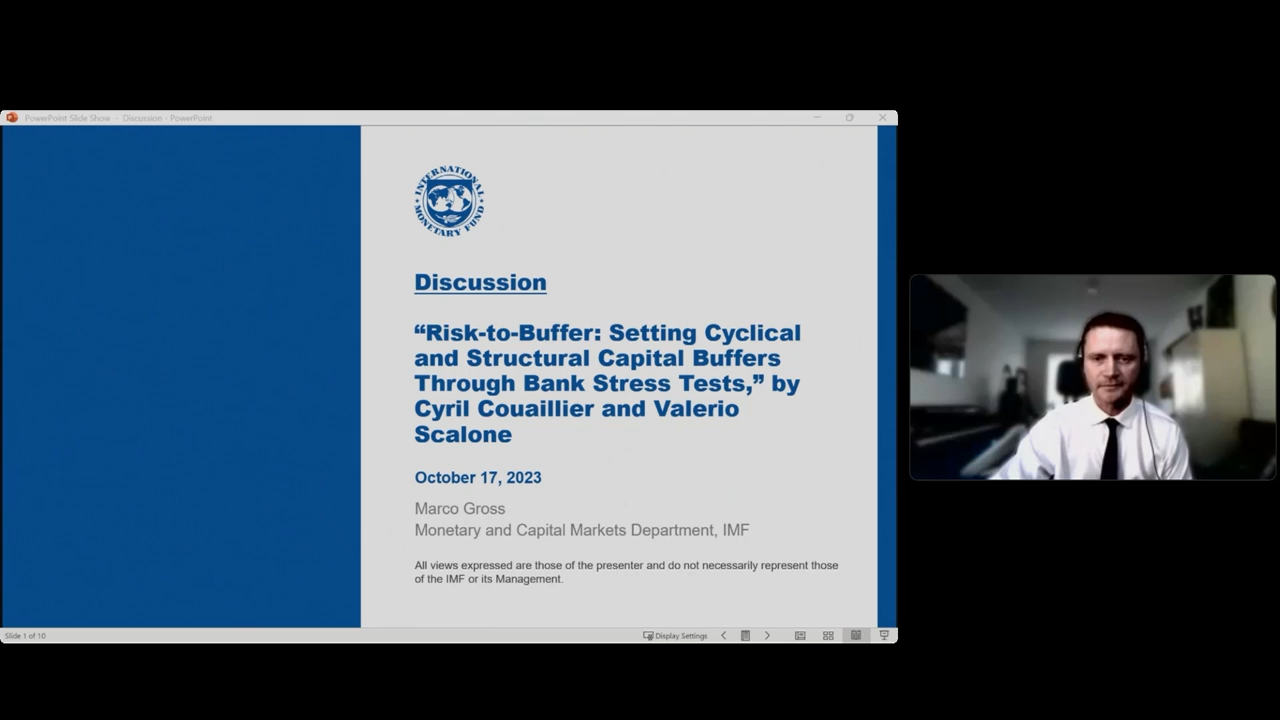 PowerPoint Slide Show - Discussion - PowerPoint
INTERNATIONAL
MONETARY FUND
Discussion
“Risk-to-Buffer: Setting Cyclical
and Structural Capital Buffers
Through Bank Stress Tests,” by
Cyril Couaillier and Valerio
Scalone
October 17, 2023
Marco Gross
Monetary and Capital Markets Department, IMF
All views expressed are those of the presenter and do not necessarily represent those
of the IMF or its Management.
Slide 1 of 10
Display Settings